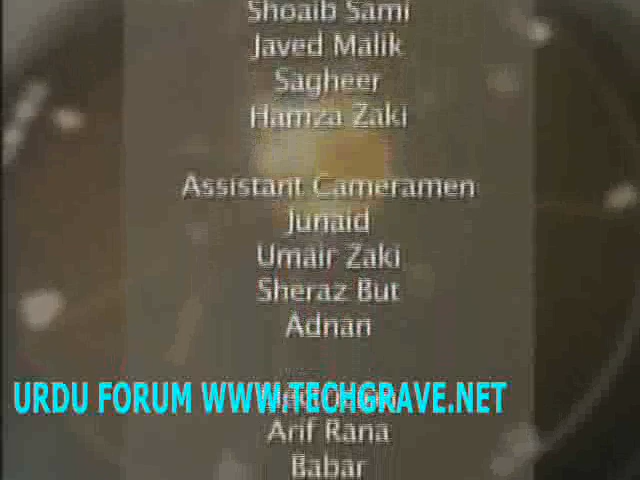 Shoaib Sami
Javed Malik
Sagheer
Hamza Zaki
Assistant Cameramen
Junaid
Umair Zaki
Sheraz But
Adnan
URDU FORUM WWW.TECHGRAVE.NET
Arif Rana
Babar